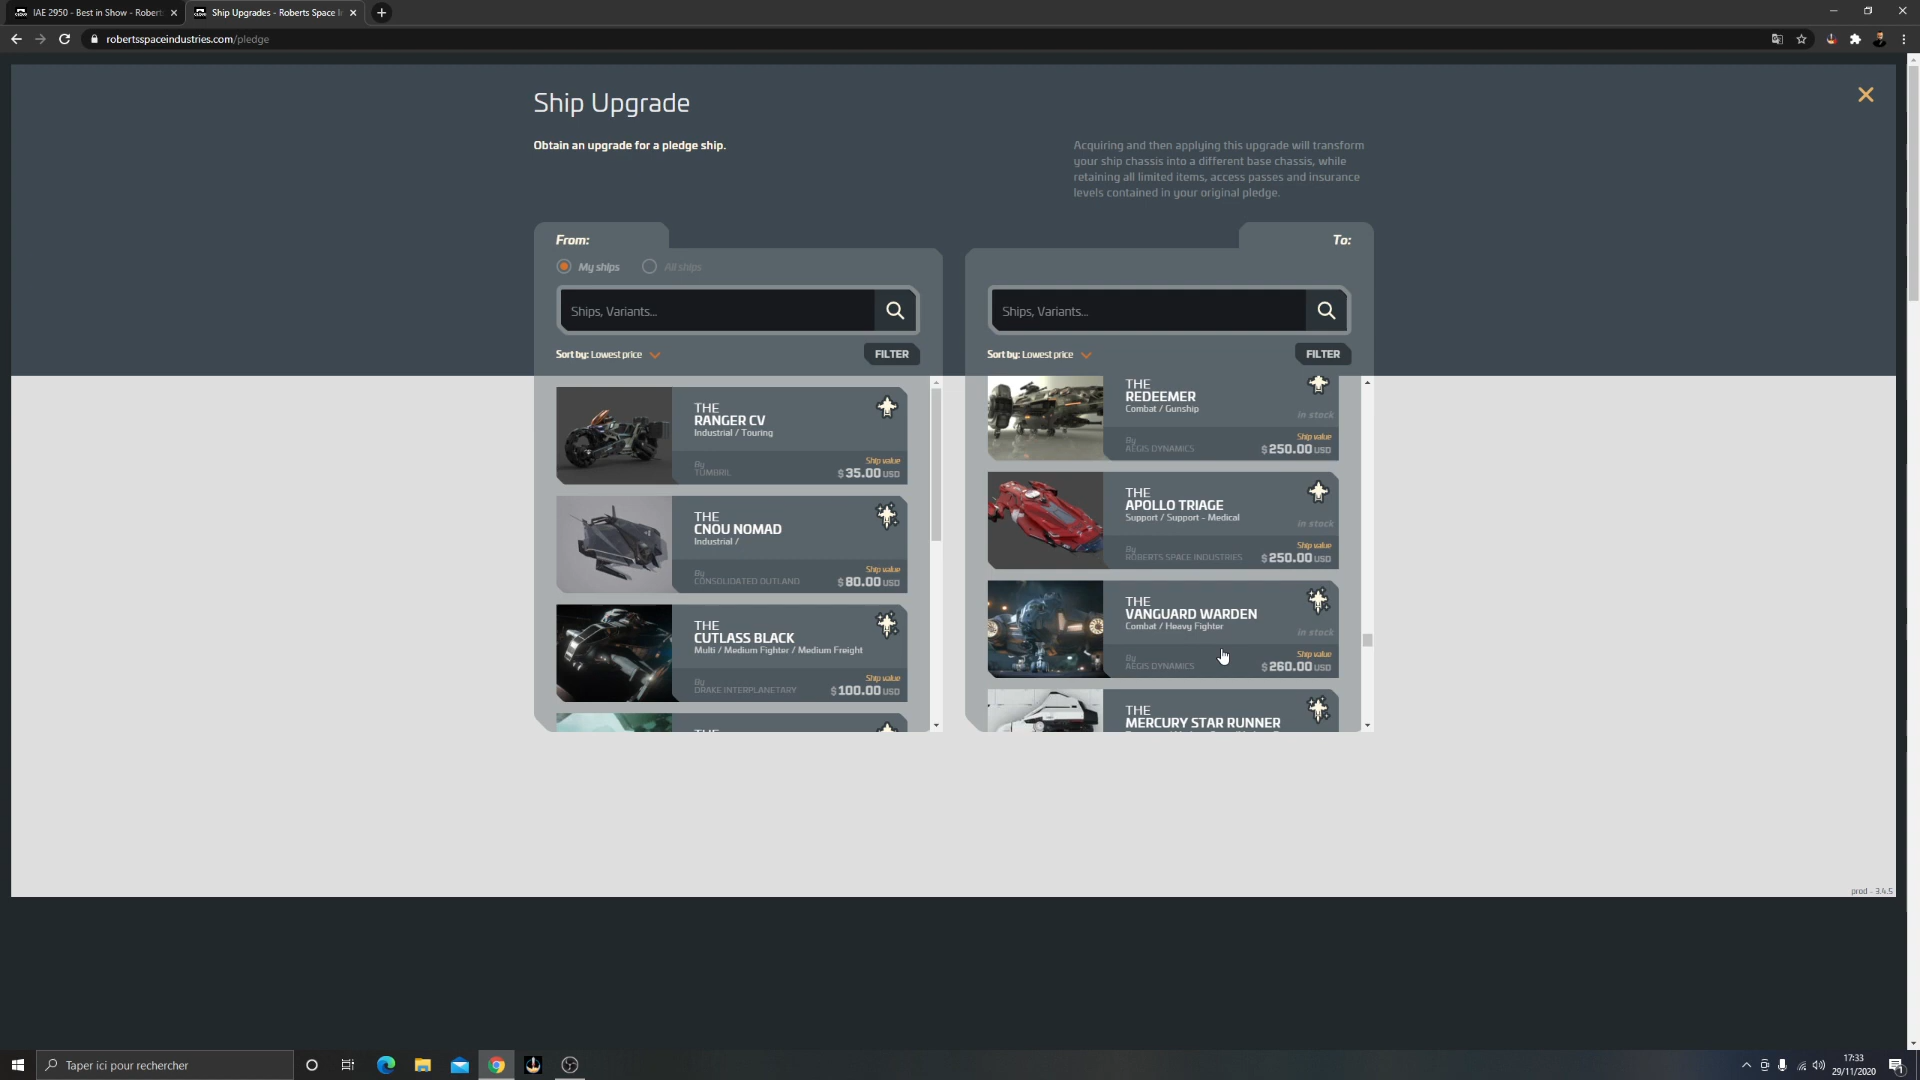 IAE 2950 - Best in Show - Robert
Ship Upgrades - Roberts Space I
robertsspaceindustries.com/pledge
Ship Upgrade
Obtain an upgrade for a pledge ship.
Acquiring and then applying this upgrade will transform
your ship chassis into a different base chassis, while
retaining all limited items, access passes and insurance
levels contained in your original pledge.
From:
My ships
All ships
Ships, Variants...
Sort by: Lowest price
FILTER
THE
RANGER CV
Industrial / Touring
By
TUMBRIL
Ship value
$ 35.00 USD
THE
CNOU NOMAD
Industrial /
By
CONSOLIDATED OUTLAND
Ship value
$ 80.00 USD
THE
CUTLASS BLACK
Multi / Medium Fighter / Medium Freight
By
DRAKE INTERPLANETARY
Ship value
$ 100.00 USD
To:
Ships, Variants...
Sort by: Lowest price
FILTER
THE
REDEEMER
Combat / Gunship
in stock
By
AEGIS DYNAMICS
Ship value
$ 250.00 USD
THE
APOLLO TRIAGE
Support / Support - Medical
in stock
By
ROBERTS SPACE INDUSTRIES
Ship value
$ 250.00 USD
THE
VANGUARD WARDEN
Combat / Heavy Fighter
in stock
By
AEGIS DYNAMICS
Ship value
$ 260.00 USD
THE
MERCURY STAR RUNNER
prod - 3.4.5
Taper ici pour rechercher
17:33
29/11/2020